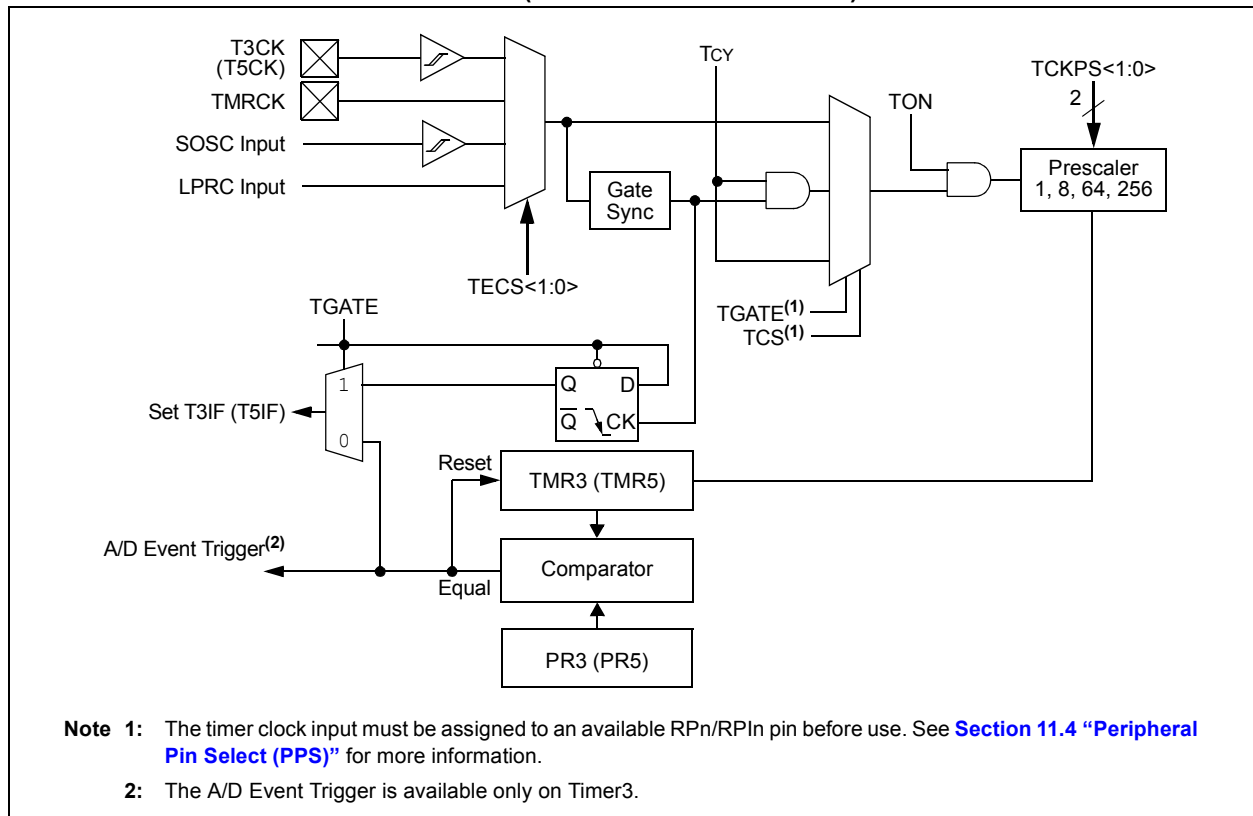 T3CK
(T5CK)
TMRCK
SOSC Input
LPRC Input
TECS<1:0>
Gate
Sync
TCY
TGATE(1)
TCS(1)
TON
TCKPS<1:0>
2
Prescaler
1, 8, 64, 256
TGATE
1
0
Set T3IF (T5IF)
Q
D
Q
CK
Reset
TMR3 (TMR5)
A/D Event Trigger(2)
Equal
Comparator
PR3 (PR5)
Note 1: The timer clock input must be assigned to an available RPn/RPIn pin before use. See Section 11.4 “Peripheral
Pin Select (PPS)” for more information.
2: The A/D Event Trigger is available only on Timer3.